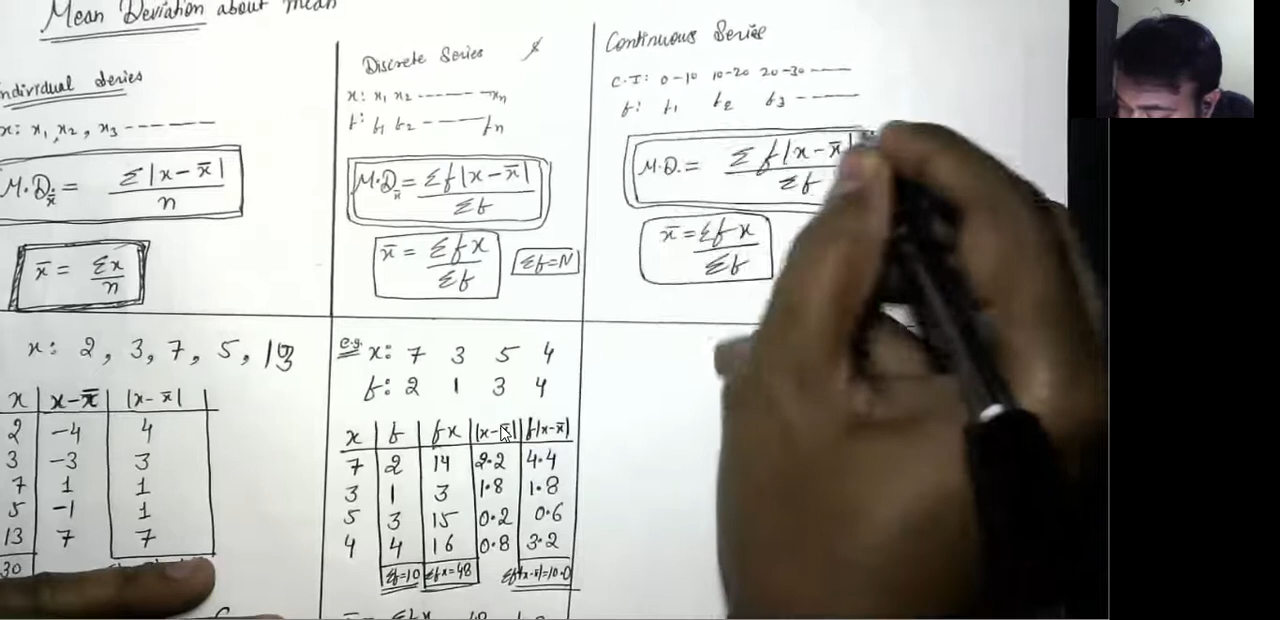 Mean Deviation about mean
Individual Series
x: x₁, x₂, x₃ --------
M.D.x̄ = Σ|x-x̄| / n
x̄ = Σx / n
x: 2, 3, 7, 5, 13
x | x-x̄ | |x-x̄|
2 | -4 | 4
3 | -3 | 3
7 | 1 | 1
5 | -1 | 1
13 | 7 | 7
30
Discrete Series
x: x₁ x₂ -------- xₙ
f: f₁ f₂ -------- fₙ
M.D.x̄ = Σf|x-x̄| / Σf
x̄ = Σfx / Σf
Σf=N
e.g. x: 7 3 5 4
f: 2 1 3 4
x | f | fx | |x-x̄| | f|x-x̄|
7 | 2 | 14 | 2.2 | 4.4
3 | 1 | 3 | 1.8 | 1.8
5 | 3 | 15 | 0.2 | 0.6
4 | 4 | 16 | 0.8 | 3.2
Σf=10 | Σfx=48 | Σf|x-x̄|=10.0
Continuous Series
C.I: 0-10 10-20 20-30 ----
f: f₁ f₂ f₃ ----
M.D. = Σf|x-x̄| / Σf
x̄ = Σfx / Σf